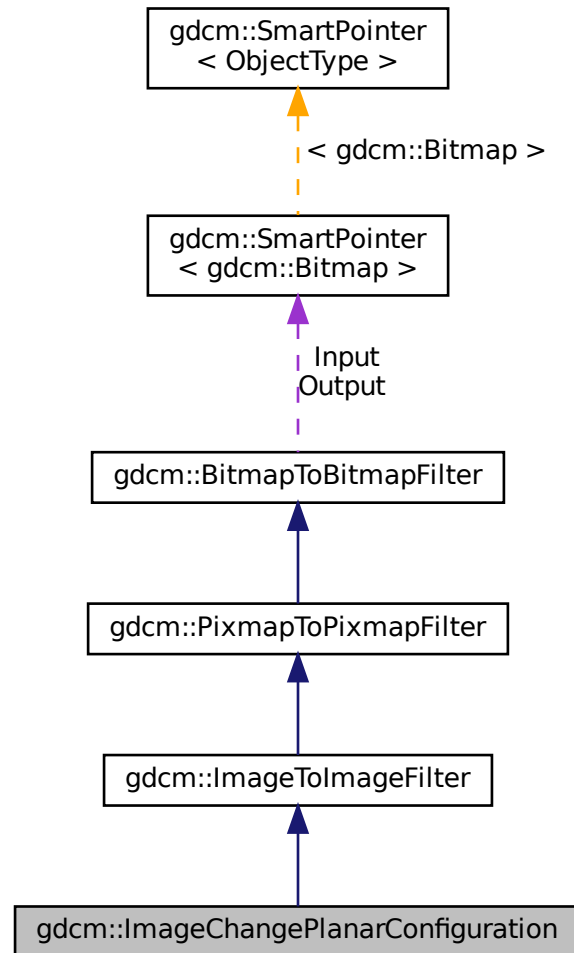 gdcm::SmartPointer
< ObjectType >
< gdcm::Bitmap >
gdcm::SmartPointer
< gdcm::Bitmap >
Input
Output
gdcm::BitmapToBitmapFilter
gdcm::PixmapToPixmapFilter
gdcm::ImageToImageFilter
gdcm::ImageChangePlanarConfiguration